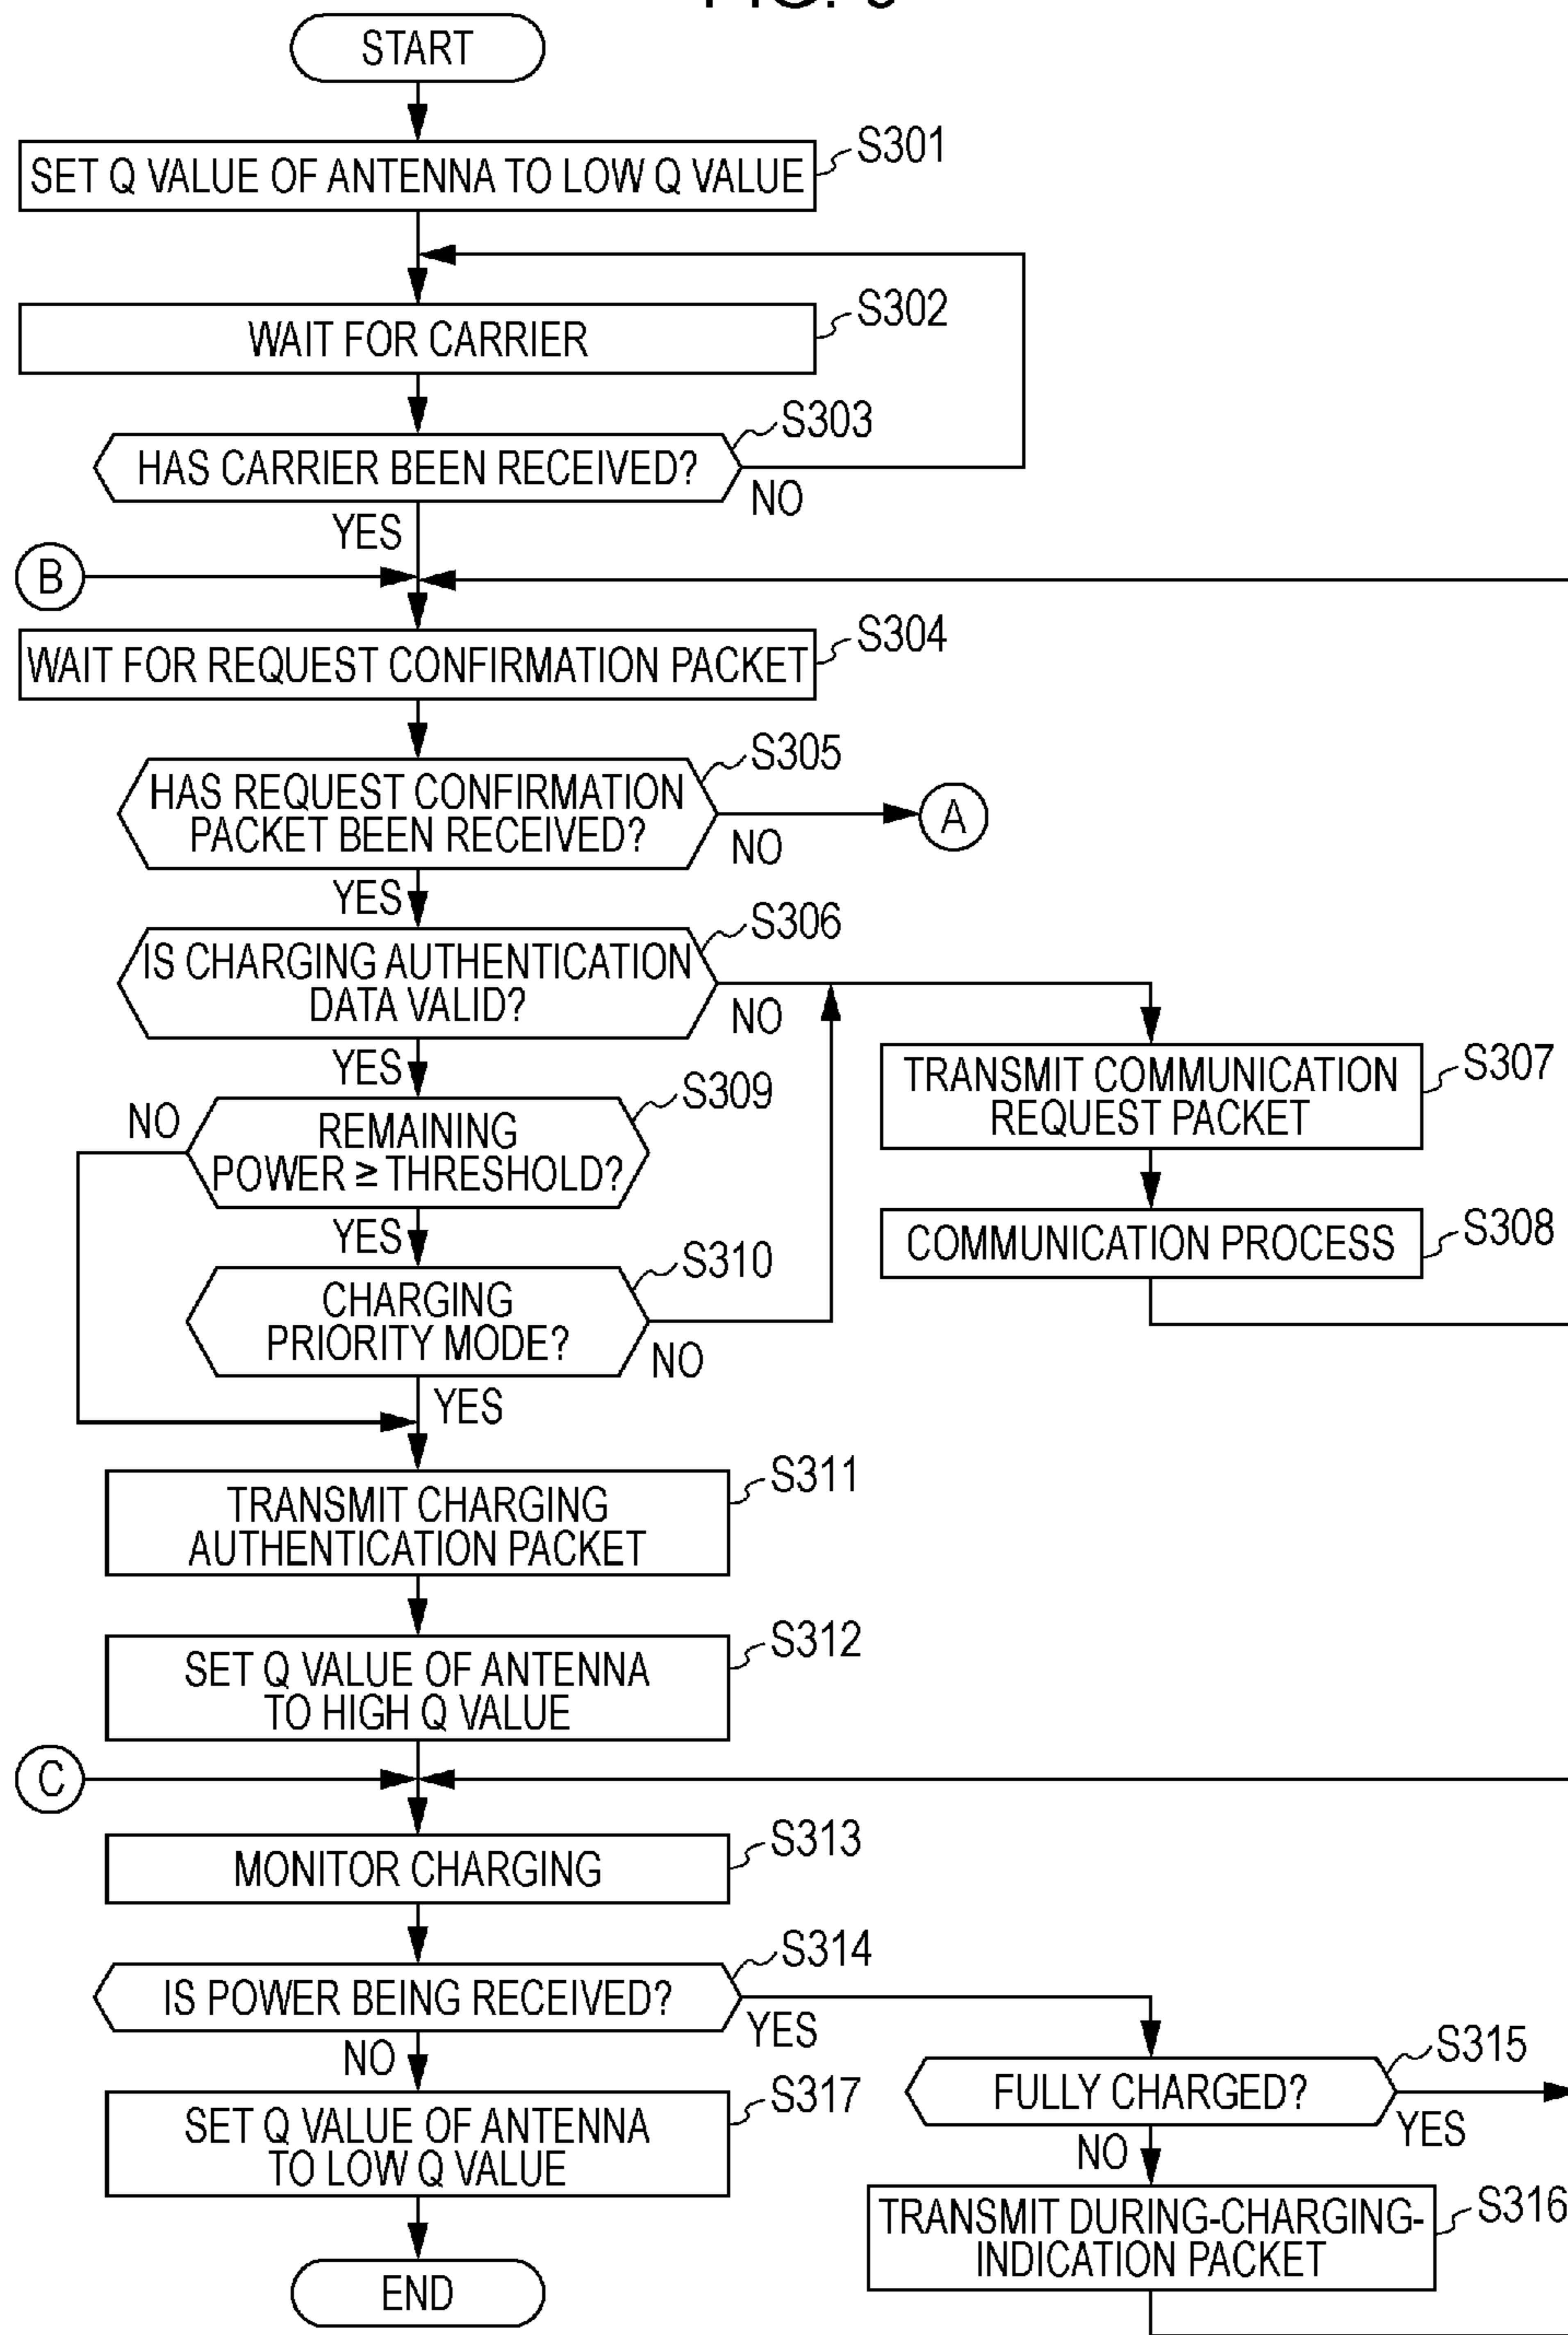 START
S301
SET Q VALUE OF ANTENNA TO LOW Q VALUE
S302
WAIT FOR CARRIER
S303
HAS CARRIER BEEN RECEIVED?
NO
YES
B
S304
WAIT FOR REQUEST CONFIRMATION PACKET
S305
HAS REQUEST CONFIRMATION
PACKET BEEN RECEIVED?
A
NO
YES
S306
IS CHARGING AUTHENTICATION
DATA VALID?
NO
YES
S307
TRANSMIT COMMUNICATION
REQUEST PACKET
S308
COMMUNICATION PROCESS
S309
NO
REMAINING
POWER ≥ THRESHOLD?
YES
S310
CHARGING
PRIORITY MODE?
NO
YES
S311
TRANSMIT CHARGING
AUTHENTICATION PACKET
S312
SET Q VALUE OF ANTENNA
TO HIGH Q VALUE
C
S313
MONITOR CHARGING
S314
IS POWER BEING RECEIVED?
YES
NO
S315
FULLY CHARGED?
YES
NO
S317
SET Q VALUE OF ANTENNA
TO LOW Q VALUE
S316
TRANSMIT DURING-CHARGING-
INDICATION PACKET
END